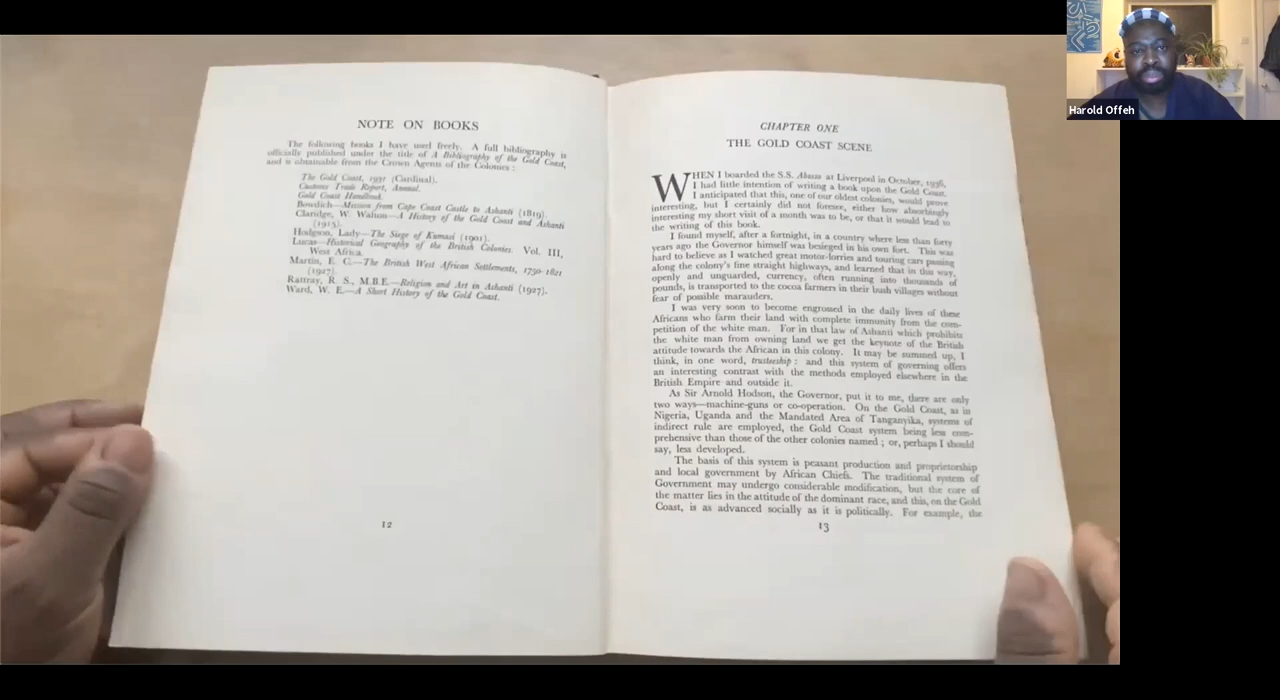 NOTE ON BOOKS
The following books I have used freely. A full bibliography is
officially published under the title of A Bibliography of the Gold Coast,
and is obtainable from the Crown Agents of the Colonies :
The Gold Coast, 1931 (Cardinal).
Customs Trade Report, Annual.
Gold Coast Handbook.
Bowdich—Mission from Cape Coast Castle to Ashanti (1819).
Claridge, W. Walton—A History of the Gold Coast and Ashanti
(1915).
Hodgson, Lady—The Siege of Kumasi (1901).
Lucas—Historical Geography of the British Colonies. Vol. III,
West Africa.
Martin, E. C.—The British West African Settlements, 1750-1821
(1927).
Rattray, R. S., M.B.E.—Religion and Art in Ashanti (1927).
Ward, W. E.—A Short History of the Gold Coast.
12
CHAPTER ONE
THE GOLD COAST SCENE
WHEN I boarded the S.S. at Liverpool in October, 1936,
I had little intention of writing a book upon the Gold Coast.
I anticipated that this, one of our oldest colonies, would prove
interesting, but I certainly did not foresee, either how absorbingly
interesting my short visit of a month was to be, or that it would lead to
the writing of this book.
I found myself, after a fortnight, in a country where less than forty
years ago the Governor himself was besieged in his own fort. This was
hard to believe as I watched great motor-lorries and touring cars passing
along the colony's fine straight highways, and learned that in this way,
openly and unguarded, currency, often running into thousands of
pounds, is transported to the cocoa farmers in their bush villages without
fear of possible marauders.
I was very soon to become engrossed in the daily lives of these
Africans who farm their land with complete immunity from the com-
petition of the white man. For in that law of Ashanti which prohibits
the white man from owning land we get the keynote of the British
attitude towards the African in this colony. It may be summed up, I
think, in one word, trusteeship : and this system of governing offers
an interesting contrast with the methods employed elsewhere in the
British Empire and outside it.
As Sir Arnold Hodson, the Governor, put it to me, there are only
two ways—machine-guns or co-operation. On the Gold Coast, as in
Nigeria, Uganda and the Mandated Area of Tanganyika, systems of
indirect rule are employed, the Gold Coast system being less com-
prehensive than those of the other colonies named ; or, perhaps I should
say, less developed.
The basis of this system is peasant production and proprietorship
and local government by African Chiefs. The traditional system of
Government may undergo considerable modification, but the core of
the matter lies in the attitude of the dominant race, and this, on the Gold
Coast, is as advanced socially as it is politically. For example, the
13
Harold Offeh